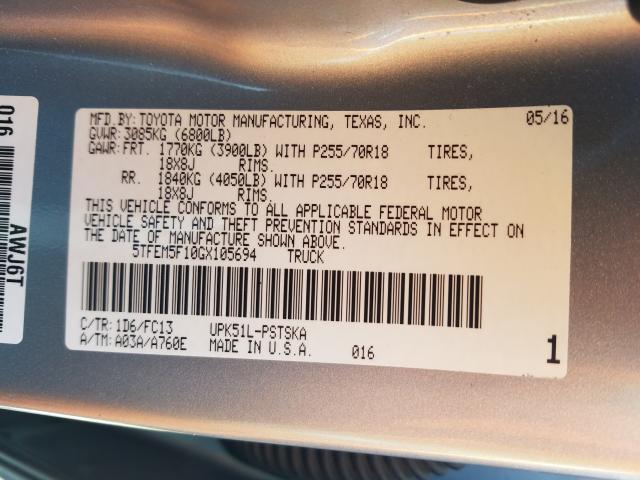 MFD.BY:TOYOTA MOTOR MANUFACTURING, TEXAS, INC. 05/16
GVWR:3085KG (6800LB)
GAWR:FRT. 1770KG (3900LB) WITH P255/70R18 TIRES,
18X8J RIMS.
RR. 1840KG (4050LB) WITH P255/70R18 TIRES,
18X8J RIMS.
THIS VEHICLE CONFORMS TO ALL APPLICABLE FEDERAL MOTOR
VEHICLE SAFETY AND THEFT PREVENTION STANDARDS IN EFFECT ON
THE DATE OF MANUFACTURE SHOWN ABOVE.
5TFEM5F10GX105694 TRUCK
C/TR:1D6/FC13 UPK51L-PSTSKA
A/TM:A03A/A760E MADE IN U.S.A. 016 1
016 AWJ6T